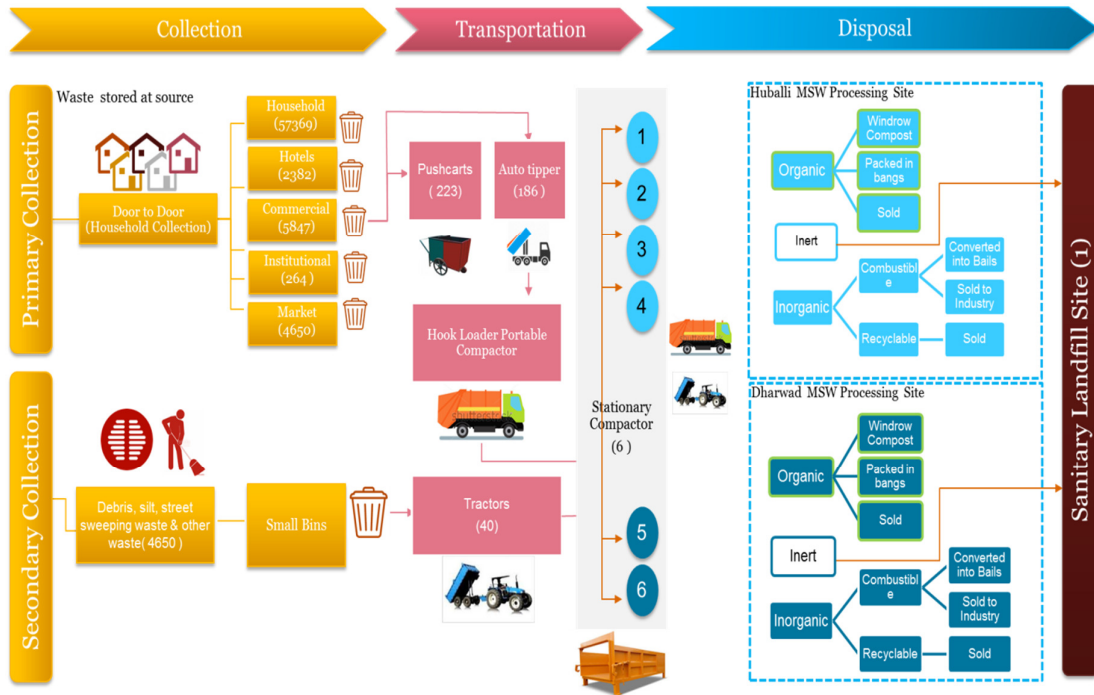 Collection
Transportation
Disposal
Primary Collection
Waste stored at source
Door to Door
(Household Collection)
Household
(57369)
Hotels
(2382)
Commercial
(5847)
Institutional
(264 )
Market
(4650)
Pushcarts
( 223)
Auto tipper
(186 )
Hook Loader Portable
Compactor
shutterstock
1
2
3
4
Stationary
Compactor
(6 )
5
6
Huballi MSW Processing Site
Organic
Windrow
Compost
Packed in
bangs
Sold
Inert
Inorganic
Combustibl
e
Converted
into Bails
Sold to
Industry
Recyclable
Sold
Secondary Collection
Debris, silt, street
sweeping waste & other
waste( 4650 )
Small Bins
Tractors
(40)
Dharwad MSW Processing Site
Organic
Windrow
Compost
Packed in
bangs
Sold
Inert
Inorganic
Combustibl
e
Converted
into Bails
Sold to
Industry
Recyclable
Sold
Sanitary Landfill Site (1)